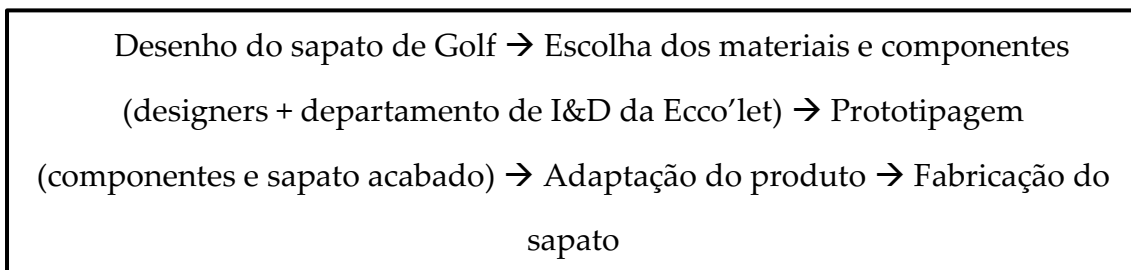 Desenho do sapato de Golf → Escolha dos materiais e componentes
(designers + departamento de I&D da Ecco’let) → Prototipagem
(componentes e sapato acabado) → Adaptação do produto → Fabricação do
sapato